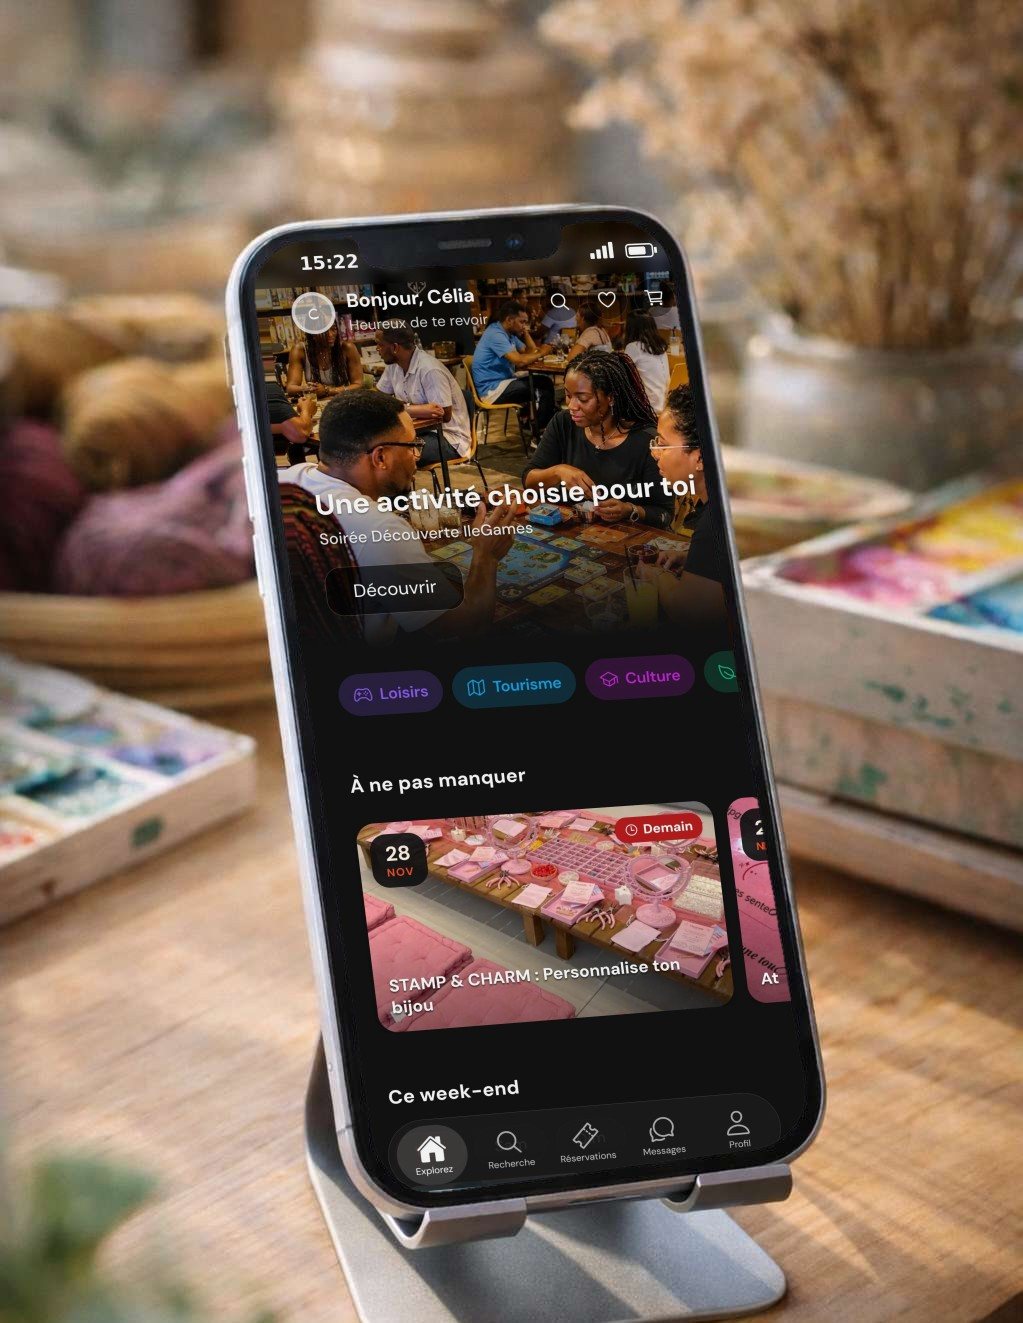 15:22
C
Bonjour, Célia
Heureux de te revoir
Une activité choisie pour toi
Soirée Découverte IleGames
Découvrir
Loisirs
Tourisme
Culture
À ne pas manquer
28
NOV
Demain
STAMP & CHARM : Personnalise ton
bijou
At
Ce week-end
Explorez
Recherche
Réservations
Messages
Profil